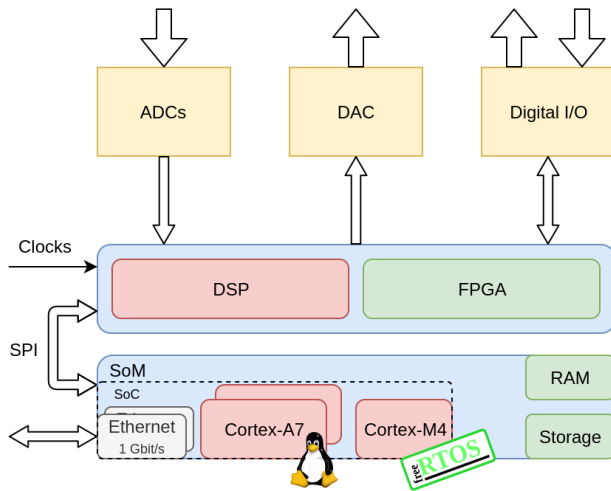 ADCs
DAC
Digital I/O
Clocks
DSP
FPGA
SPI
SoM
RAM
SoC
Ethernet
1 Gbit/s
Cortex-A7
Cortex-M4
Storage
free
RTOS